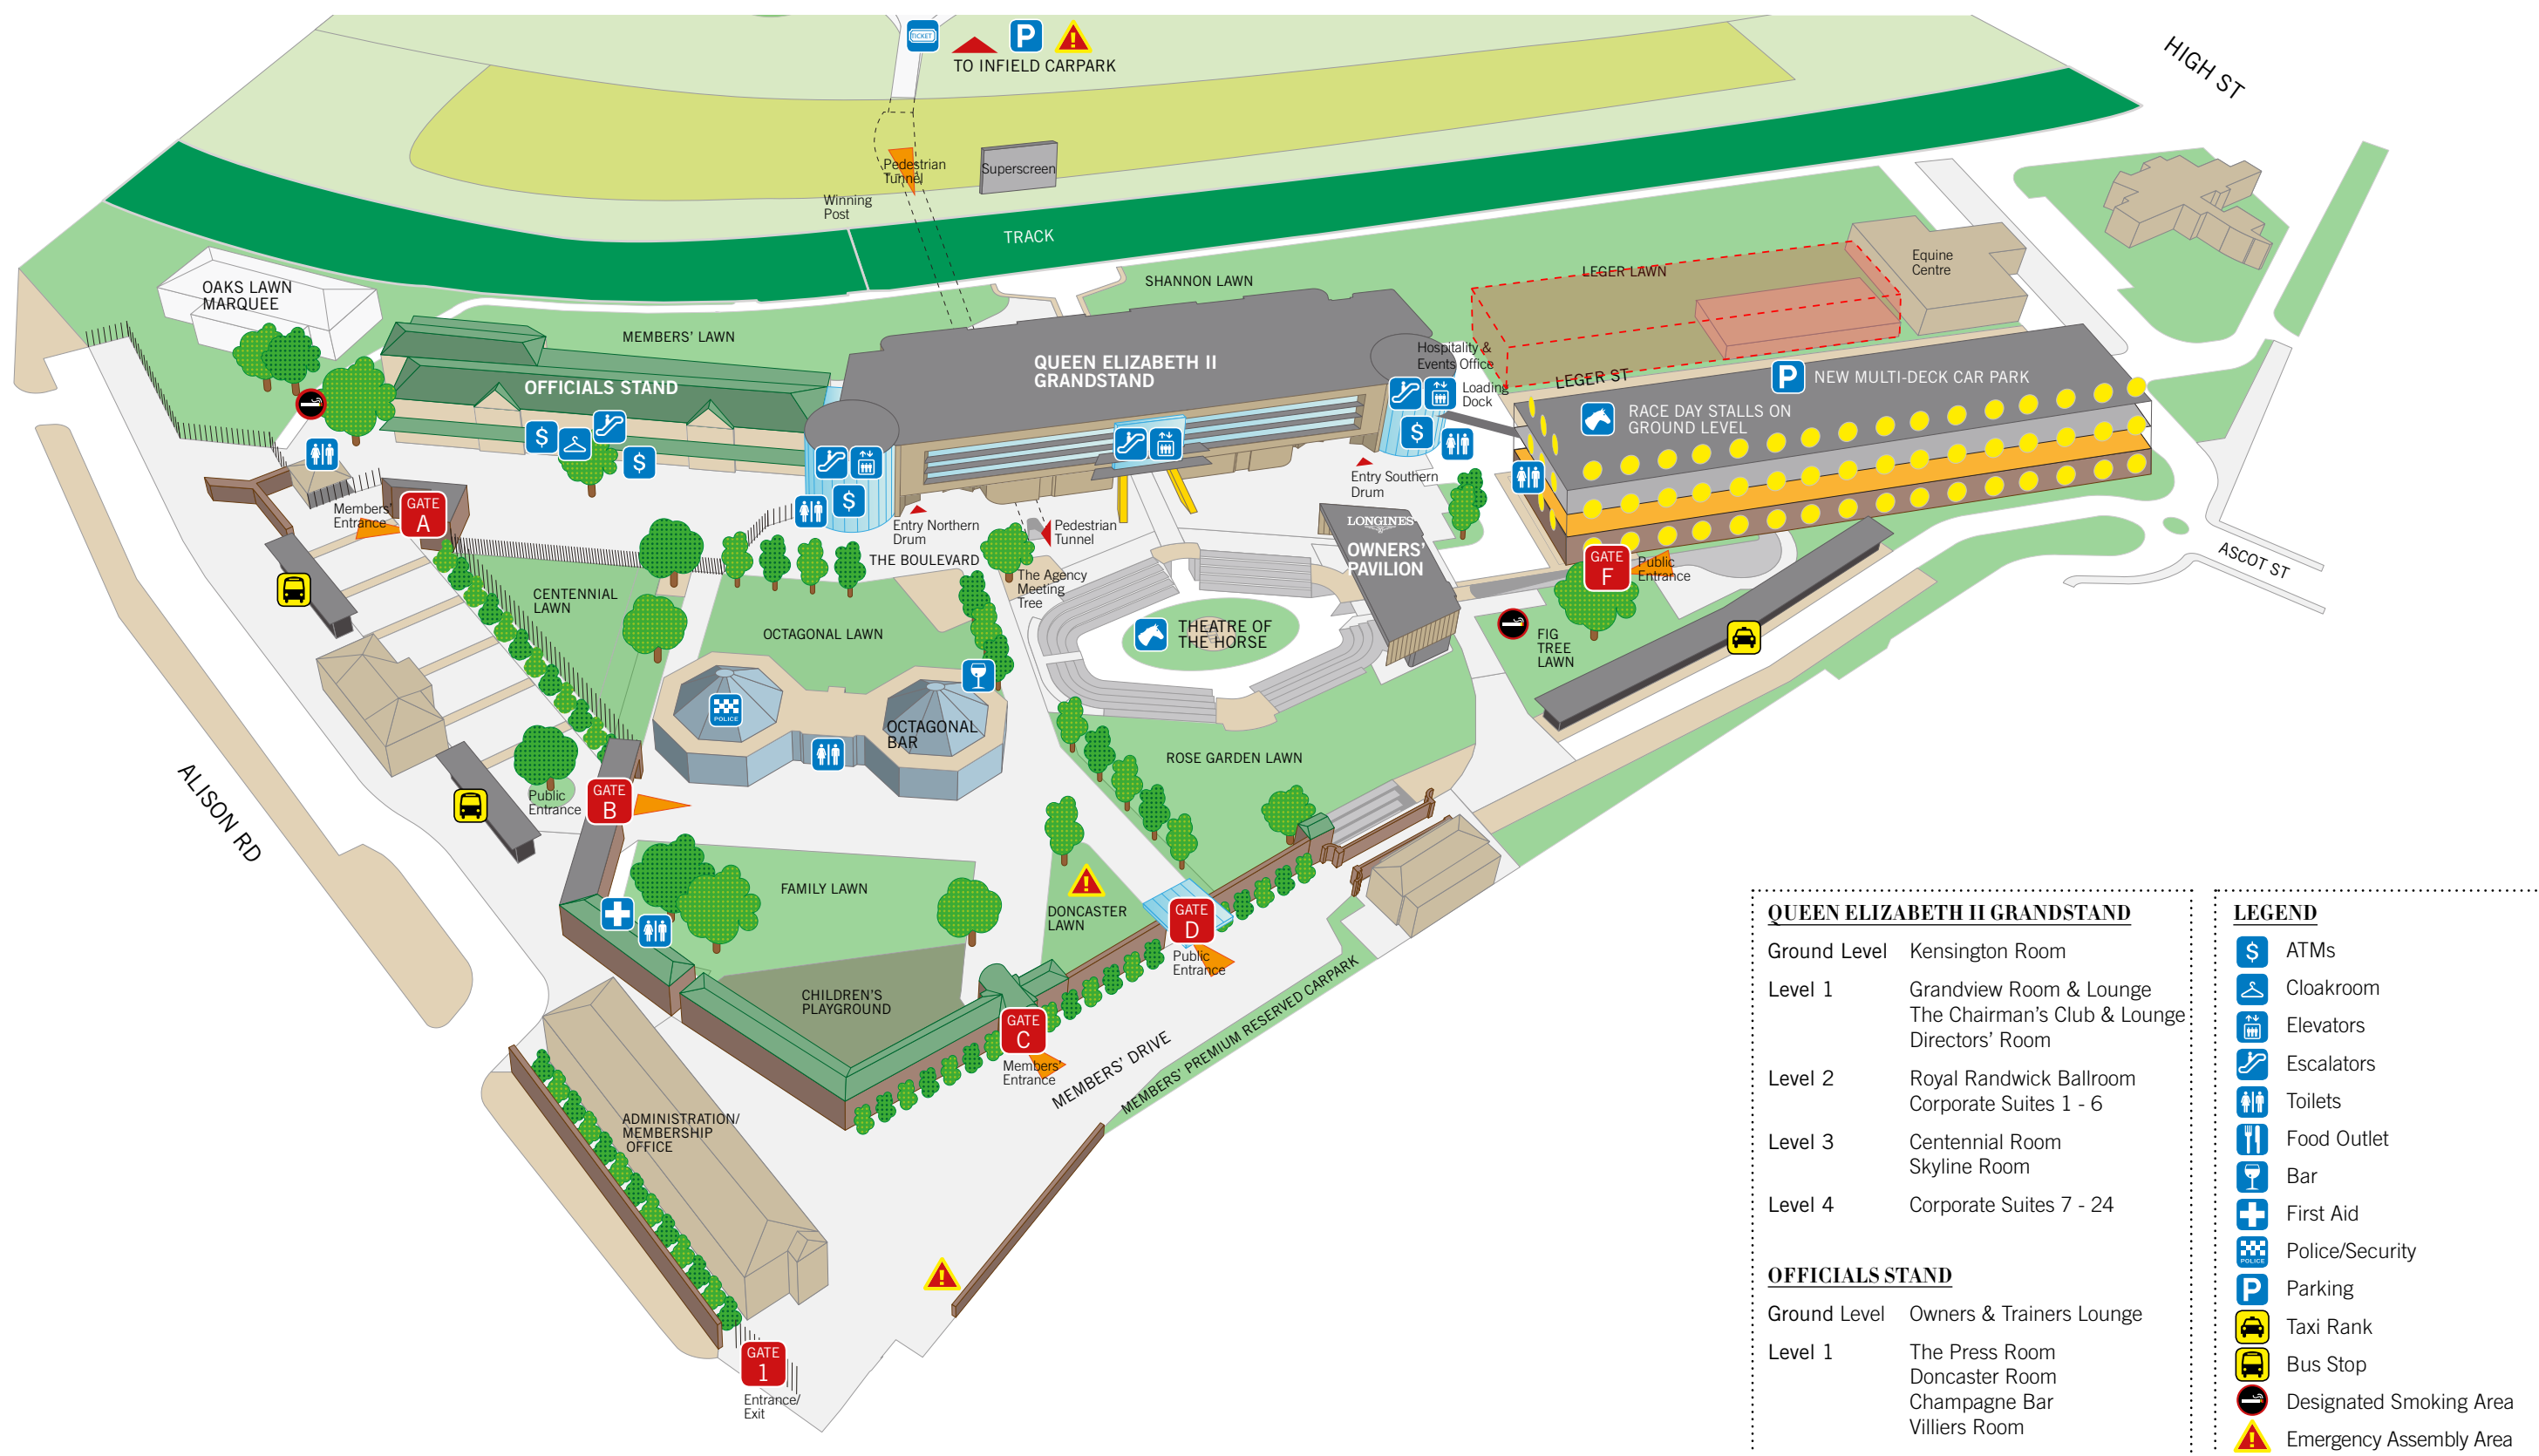 TICKET
P
!
TO INFIELD CARPARK
HIGH ST
Pedestrian
Tunnel
Superscreen
Winning
Post
TRACK
SHANNON LAWN
LEGER LAWN
Equine
Centre
OAKS LAWN
MARQUEE
MEMBERS' LAWN
OFFICIALS STAND
QUEEN ELIZABETH II
GRANDSTAND
Hospitality &
Events Office
Loading
Dock
LEGER ST
P
NEW MULTI-DECK CAR PARK
RACE DAY STALLS ON
GROUND LEVEL
$
$
$
$
Members'
Entrance
GATE
A
Entry Northern
Drum
Entry Southern
Drum
Pedestrian
Tunnel
THE BOULEVARD
The Agency
Meeting
Tree
LONGINES
OWNERS'
PAVILION
GATE
F
Public
Entrance
ASCOT ST
CENTENNIAL
LAWN
OCTAGONAL LAWN
THEATRE OF
THE HORSE
FIG
TREE
LAWN
POLICE
OCTAGONAL
BAR
ROSE GARDEN LAWN
ALISON RD
Public
Entrance
GATE
B
FAMILY LAWN
!
DONCASTER
LAWN
GATE
D
Public
Entrance
CHILDREN'S
PLAYGROUND
GATE
C
Members'
Entrance
MEMBERS' DRIVE
MEMBERS' PREMIUM RESERVED CARPARK
ADMINISTRATION/
MEMBERSHIP
OFFICE
!
GATE
1
Entrance/
Exit
QUEEN ELIZABETH II GRANDSTAND
Ground Level Kensington Room
Level 1 Grandview Room & Lounge
The Chairman's Club & Lounge
Directors' Room
Level 2 Royal Randwick Ballroom
Corporate Suites 1 - 6
Level 3 Centennial Room
Skyline Room
Level 4 Corporate Suites 7 - 24
OFFICIALS STAND
Ground Level Owners & Trainers Lounge
Level 1 The Press Room
Doncaster Room
Champagne Bar
Villiers Room
LEGEND
$ ATMs
Cloakroom
Elevators
Escalators
Toilets
Food Outlet
Bar
First Aid
POLICE Police/Security
P Parking
Taxi Rank
Bus Stop
Designated Smoking Area
! Emergency Assembly Area